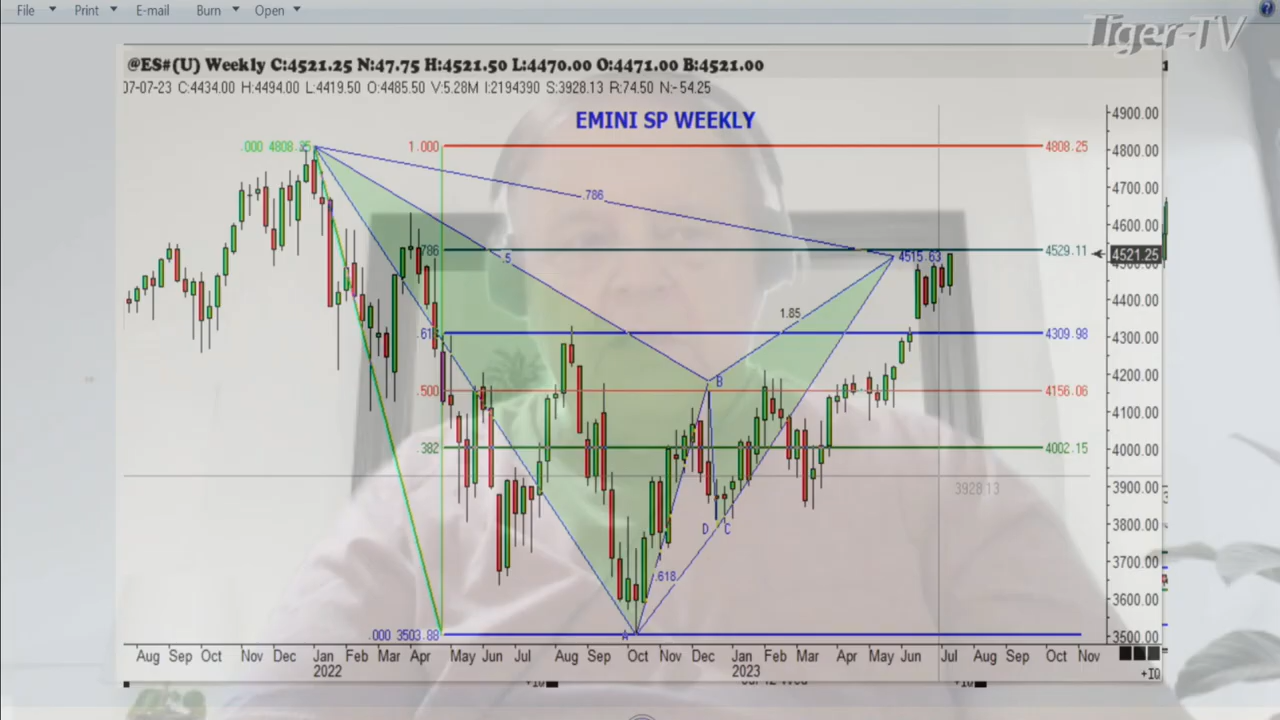 File Print E-mail Burn Open
Tiger-TV
@ES#(U) Weekly C:4521.25 N:47.75 H:4521.50 L:4470.00 O:4471.00 B:4521.00
07-07-23 C:4434.00 H:4494.00 L:4419.50 O:4485.50 V:5.28M I:2194390 S:3928.13 R:74.50 N:-54.25
EMINI SP WEEKLY
4900.00
.000 4808.25 1.000 4808.25 4800.00
4700.00
.786
4600.00
.786 4529.11
.5 4515.63 4521.25
4400.00
1.85
.618 4309.98 4300.00
B 4200.00
.500 4156.06
4100.00
.382 4002.15 4000.00
3928.13 3900.00
D C 3800.00
3700.00
.618 3600.00
.000 3503.88 A 3500.00
Aug Sep Oct Nov Dec Jan Feb Mar Apr May Jun Jul Aug Sep Oct Nov Dec Jan Feb Mar Apr May Jun Jul Aug Sep Oct Nov
2022 2023
+IQ